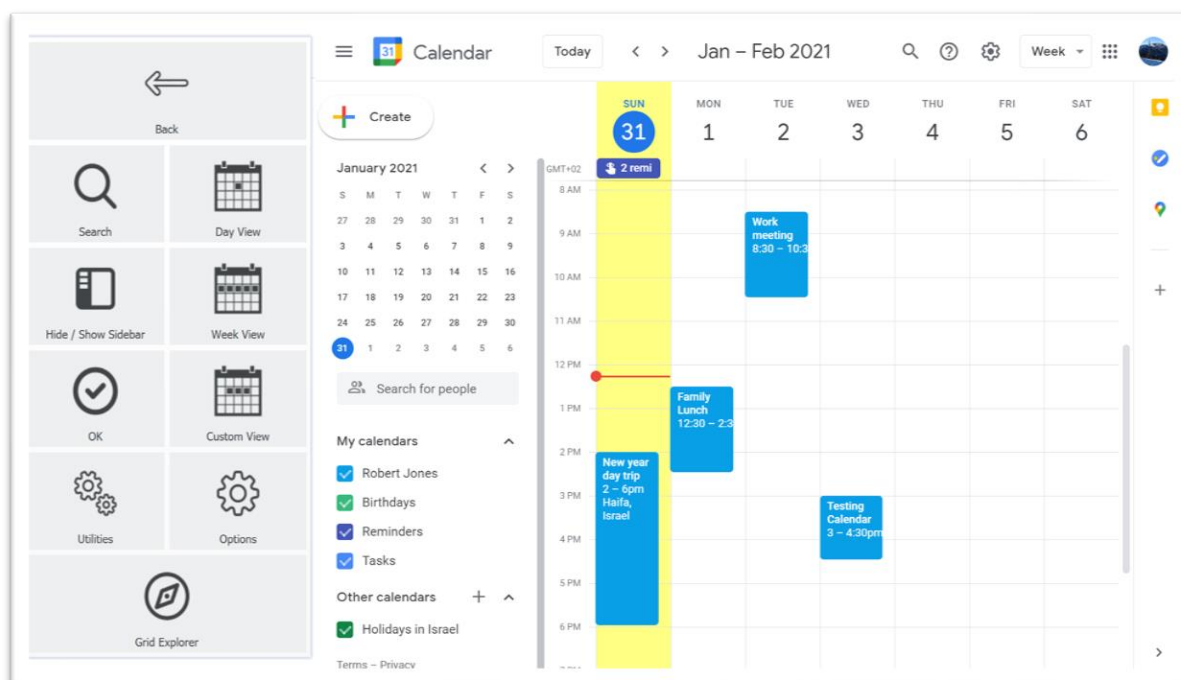 Back
Search
Day View
Hide / Show Sidebar
Week View
OK
Custom View
Utilities
Options
Grid Explorer
31 Calendar
Today
Jan – Feb 2021
Week
Create
January 2021
S M T W T F S
27 28 29 30 31 1 2
3 4 5 6 7 8 9
10 11 12 13 14 15 16
17 18 19 20 21 22 23
24 25 26 27 28 29 30
31 1 2 3 4 5 6
Search for people
My calendars
Robert Jones
Birthdays
Reminders
Tasks
Other calendars
Holidays in Israel
Terms – Privacy
SUN MON TUE WED THU FRI SAT
31 1 2 3 4 5 6
GMT+02 2 remi
8 AM
9 AM
10 AM
11 AM
12 PM
1 PM
2 PM
3 PM
4 PM
5 PM
6 PM
Work
meeting
8:30 – 10:3
Family
Lunch
12:30 – 2:3
New year
day trip
2 – 6pm
Haifa,
Israel
Testing
Calendar
3 – 4:30pm